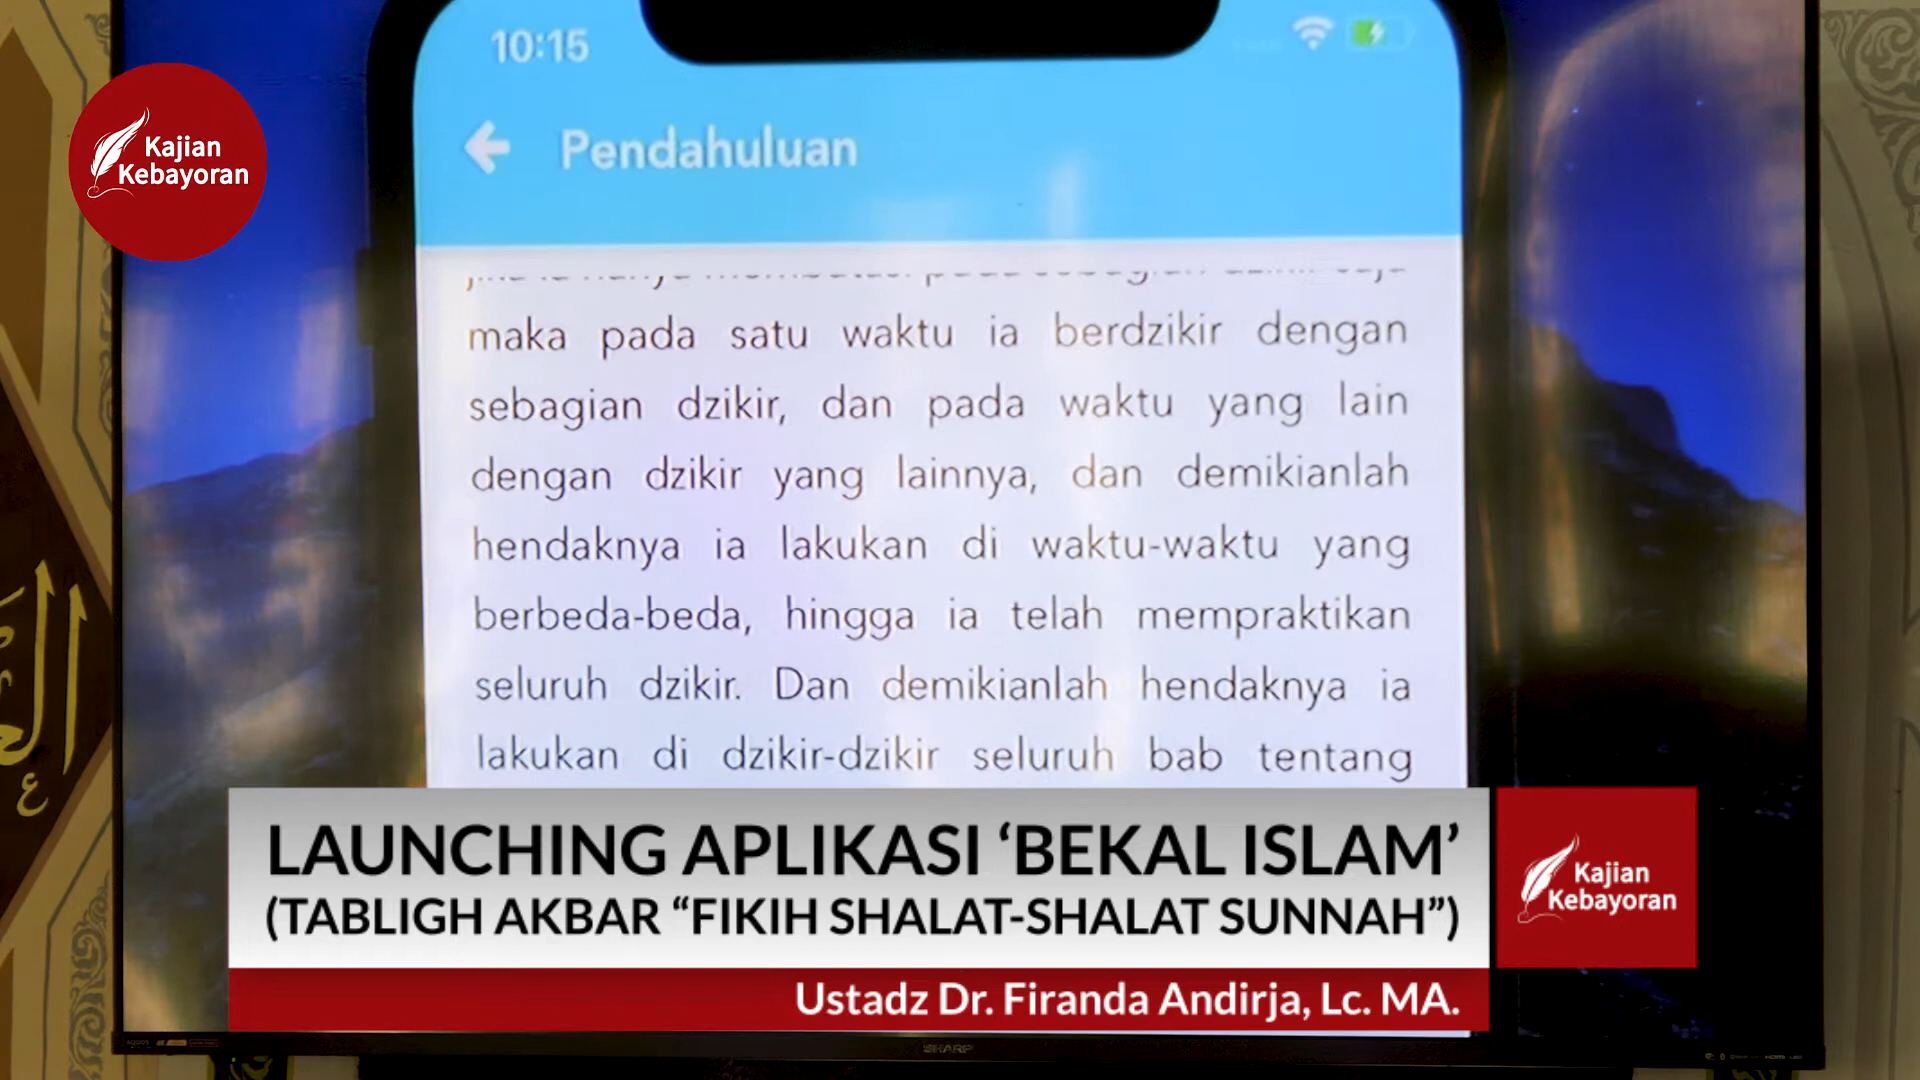 10:15
Kajian
Kebayoran
Pendahuluan
maka pada satu waktu ia berdzikir dengan
sebagian dzikir, dan pada waktu yang lain
dengan dzikir yang lainnya, dan demikianlah
hendaknya ia lakukan di waktu-waktu yang
berbeda-beda, hingga ia telah mempraktikan
seluruh dzikir. Dan demikianlah hendaknya ia
lakukan di dzikir-dzikir seluruh bab tentang
LAUNCHING APLIKASI ‘BEKAL ISLAM’
(TABLIGH AKBAR “FIKIH SHALAT-SHALAT SUNNAH”)
Kajian
Kebayoran
Ustadz Dr. Firanda Andirja, Lc. MA.
SHARP